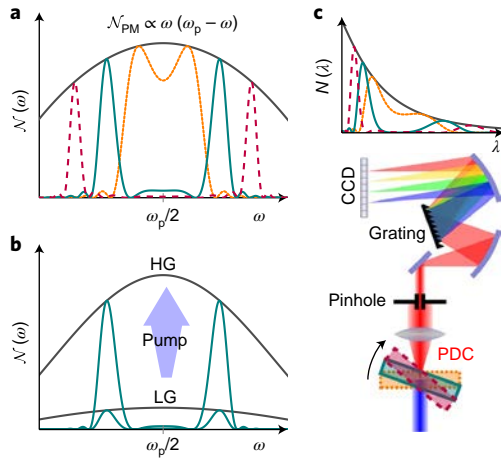 a
𝒩_PM ∝ ω (ω_p − ω)
𝒩 (ω)
ω_p/2
ω
b
HG
Pump
LG
𝒩 (ω)
ω_p/2
ω
c
N (λ)
λ
CCD
Grating
Pinhole
PDC